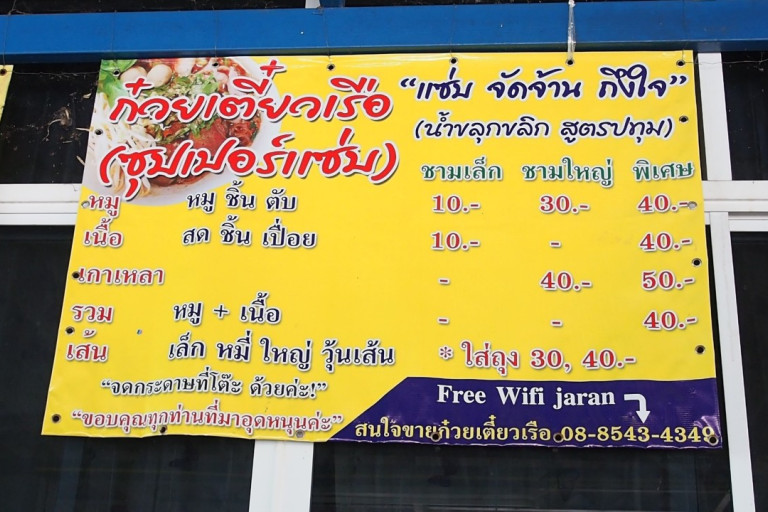 ก๋วยเตี๋ยวเรือ
(ซุปเปอร์แซ่บ)
"แซ่บ จัดจ้าน ถึงใจ"
(น้ำขลุกขลิก สูตรปทุม)
ชามเล็ก ชามใหญ่ พิเศษ
หมู หมู ชิ้น ตับ 10.- 30.- 40.-
เนื้อ สด ชิ้น เปื่อย 10.- - 40.-
เกาเหลา - 40.- 50.-
รวม หมู + เนื้อ - - 40.-
เส้น เล็ก หมี่ ใหญ่ วุ้นเส้น * ใส่ถุง 30, 40.-
"จดกระดาษที่โต๊ะ ด้วยค่ะ!"
"ขอบคุณทุกท่านที่มาอุดหนุนค่ะ"
Free Wifi jaran
สนใจขายก๋วยเตี๋ยวเรือ 08-8543-4349